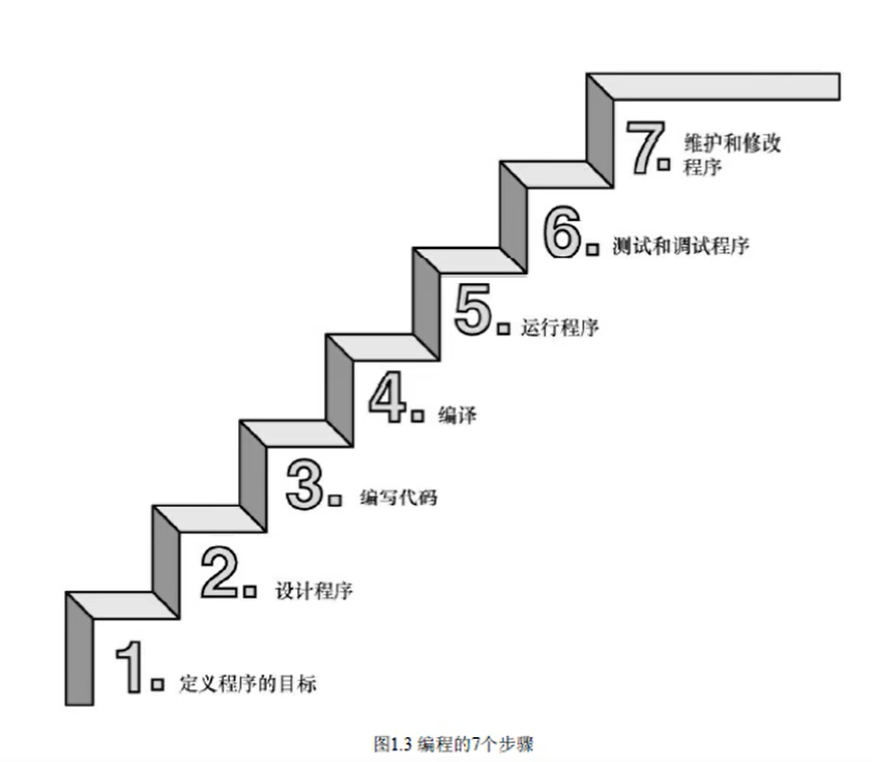 7. 维护和修改
程序
6. 测试和调试程序
5. 运行程序
4. 编译
3. 编写代码
2. 设计程序
1. 定义程序的目标
图1.3 编程的7个步骤